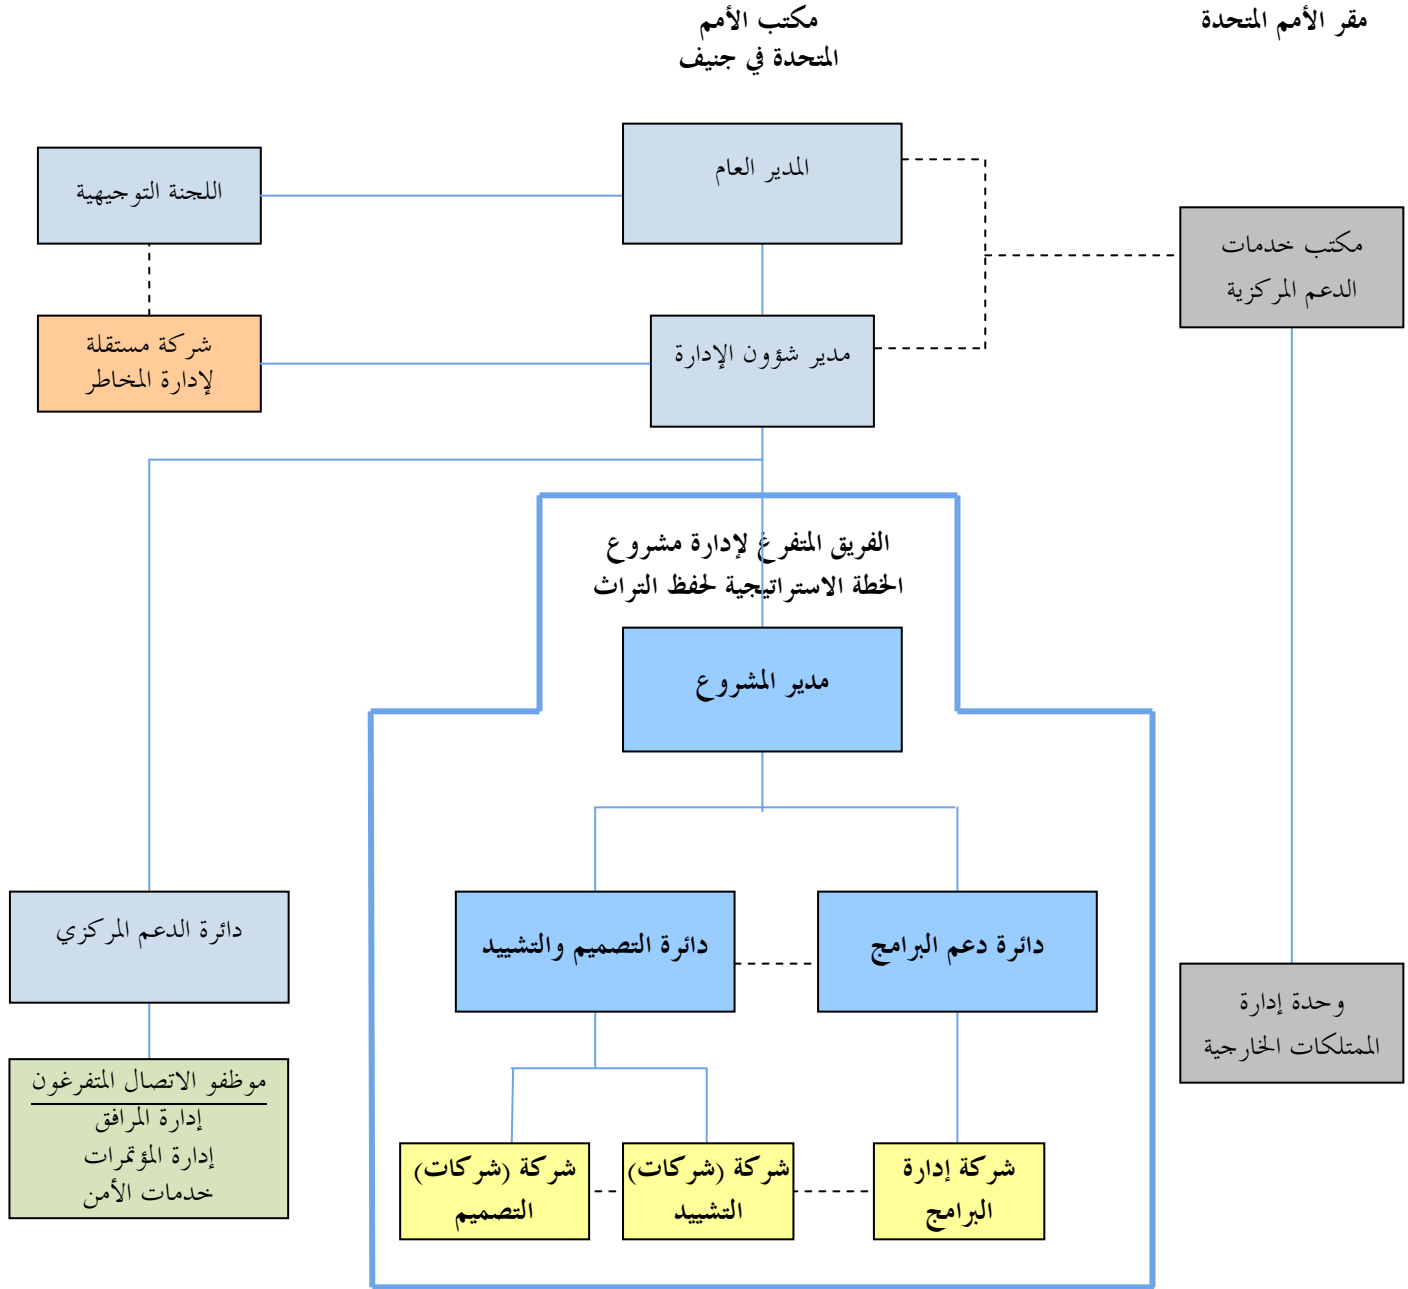 مقر الأمم المتحدة
مكتب الأمم
المتحدة في جنيف
المدير العام
اللجنة التوجيهية
مكتب خدمات
الدعم المركزية
مدير شؤون الإدارة
شركة مستقلة
لإدارة المخاطر
الفريق المتفرغ لإدارة مشروع
الخطة الاستراتيجية لحفظ التراث
مدير المشروع
دائرة دعم البرامج
دائرة التصميم والتشييد
دائرة الدعم المركزي
وحدة إدارة
الممتلكات الخارجية
موظفو الاتصال المتفرغون
إدارة المرافق
إدارة المؤتمرات
خدمات الأمن
شركة إدارة
البرامج
شركة (شركات)
التشييد
شركة (شركات)
التصميم